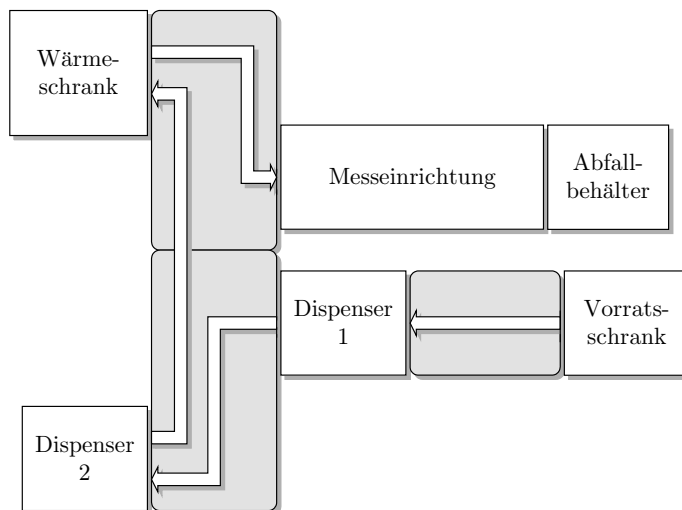 Wärme-
schrank
Messeinrichtung
Abfall-
behälter
Dispenser
1
Vorrats-
schrank
Dispenser
2